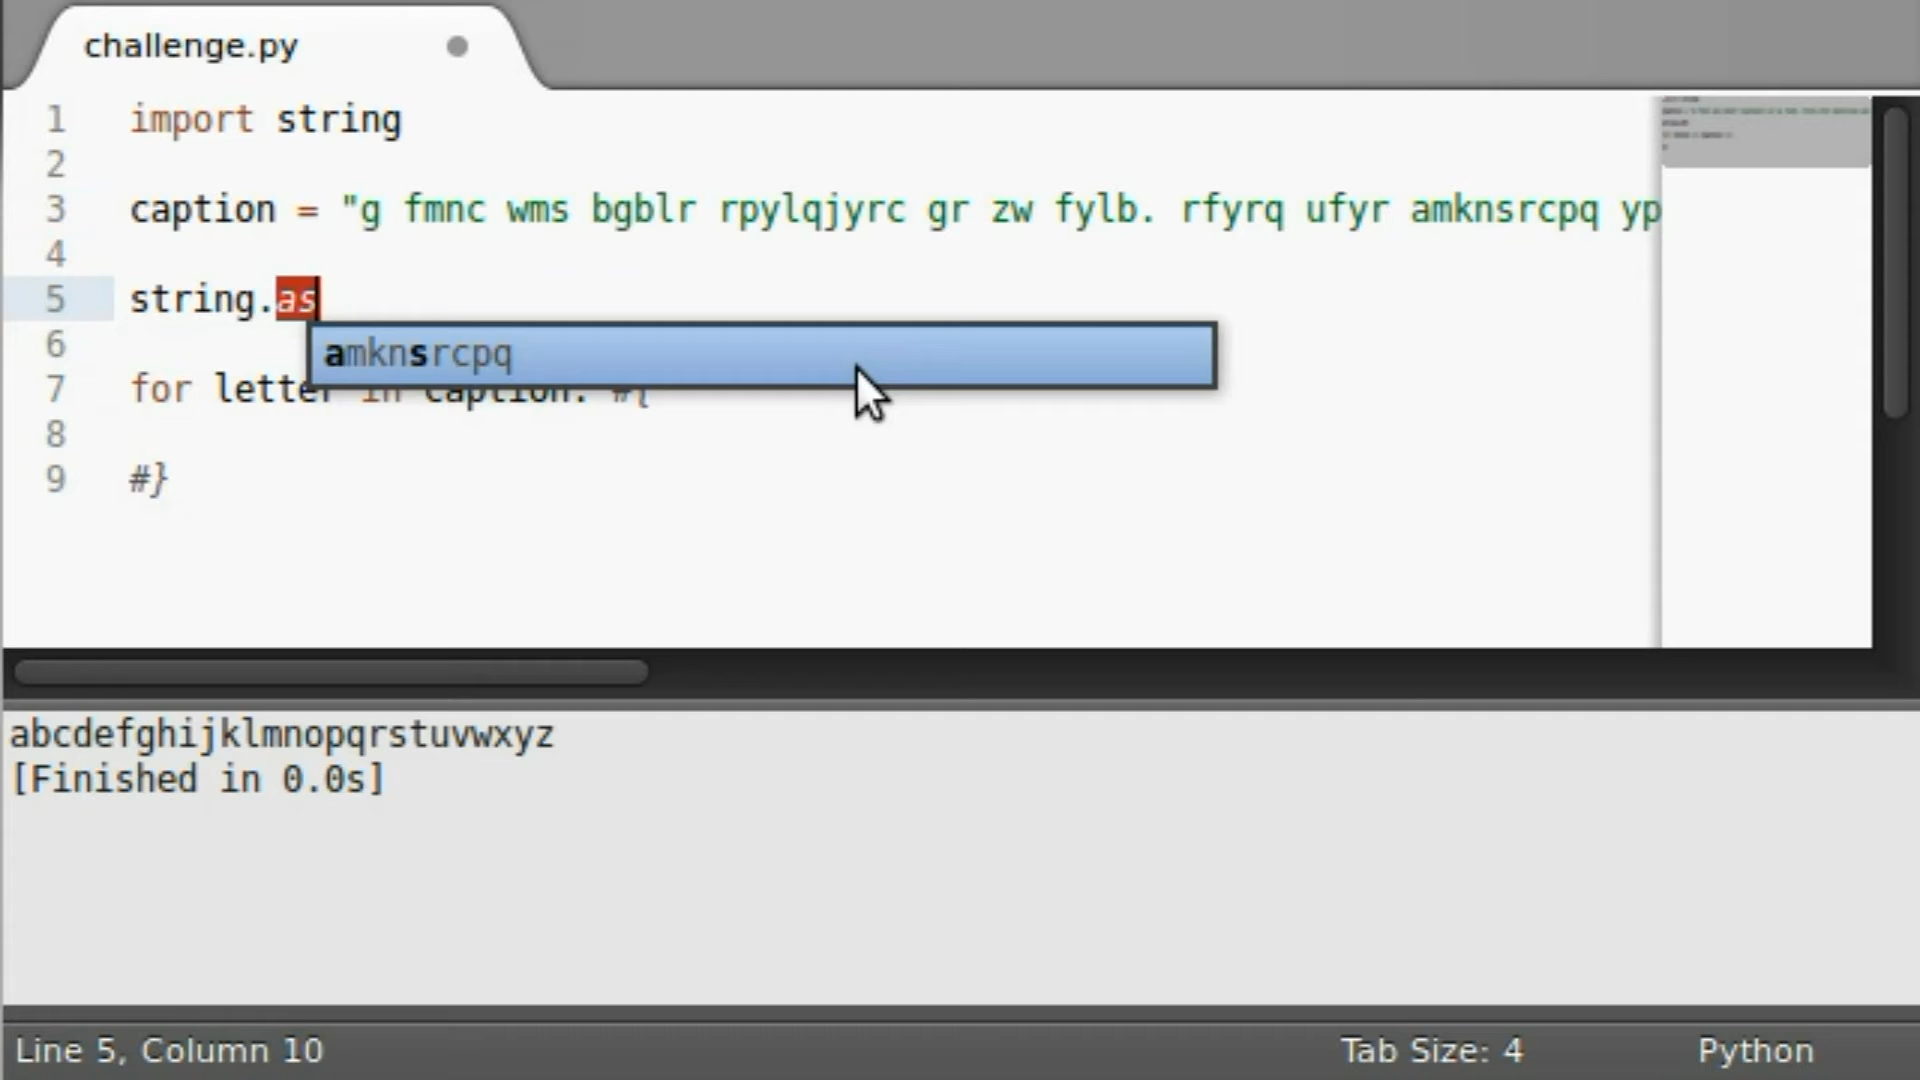 challenge.py
1 import string
2
3 caption = "g fmnc wms bgblr rpylqjyrc gr zw fylb. rfyrq ufyr amknsrcpq yp
4
5 string.as
amknsrcpq
6
7 for letter in caption: #{
8
9 #}
abcdefghijklmnopqrstuvwxyz
[Finished in 0.0s]
Line 5, Column 10 Tab Size: 4 Python